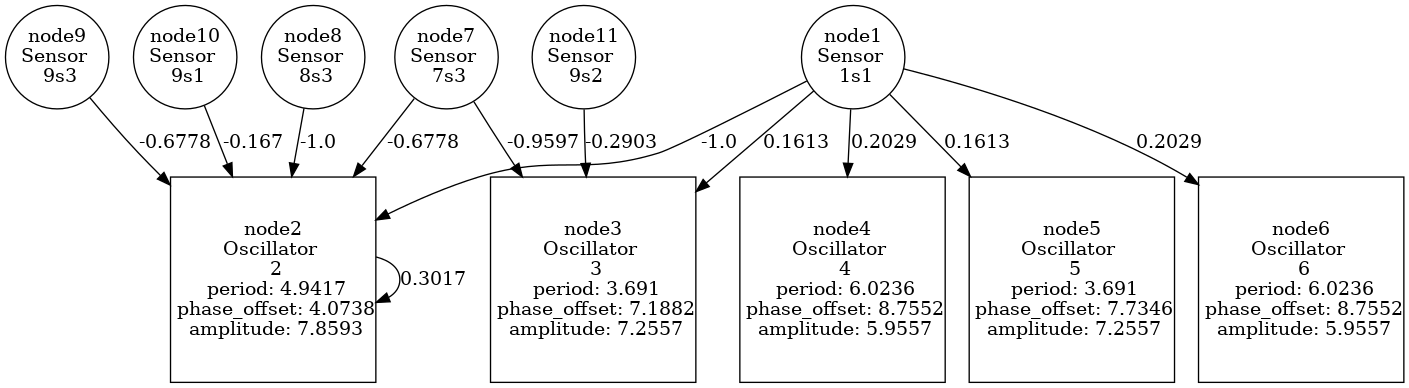 node9
Sensor
9s3
node10
Sensor
9s1
node8
Sensor
8s3
node7
Sensor
7s3
node11
Sensor
9s2
node1
Sensor
1s1
-0.6778
-0.167
-1.0
-0.6778
-0.9597
-0.2903
-1.0
0.1613
0.2029
0.1613
0.2029
node2
Oscillator
2
period: 4.9417
phase_offset: 4.0738
amplitude: 7.8593
0.3017
node3
Oscillator
3
period: 3.691
phase_offset: 7.1882
amplitude: 7.2557
node4
Oscillator
4
period: 6.0236
phase_offset: 8.7552
amplitude: 5.9557
node5
Oscillator
5
period: 3.691
phase_offset: 7.7346
amplitude: 7.2557
node6
Oscillator
6
period: 6.0236
phase_offset: 8.7552
amplitude: 5.9557